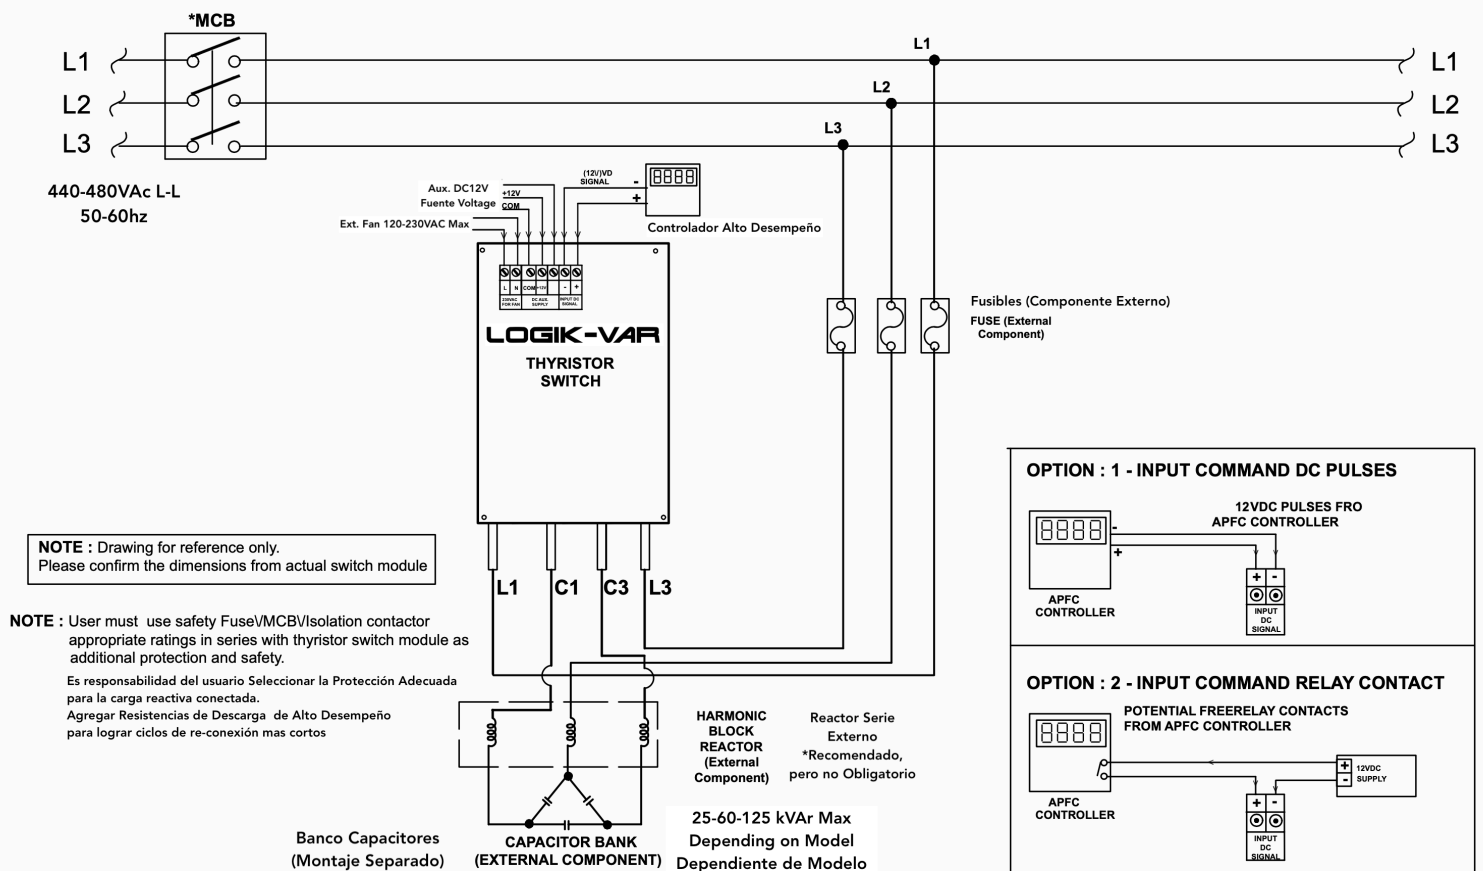 *MCB
L1
L2
L3
L1
L2
L3
L1
L2
L3
440-480VAc L-L
50-60hz
Aux. DC12V
Fuente Voltage
+12V
COM
Ext. Fan 120-230VAC Max
(12V/)VD
SIGNAL
-
+
Controlador Alto Desempeño
L N COM +12V - +
230VAC
FOR FAN
DC AUX.
SUPPLY
INPUT DC
SIGNAL
LOGIK-VAR
THYRISTOR
SWITCH
Fusibles (Componente Externo)
FUSE (External
Component)
L1 C1 C3 L3
NOTE : Drawing for reference only.
Please confirm the dimensions from actual switch module
NOTE : User must use safety Fuse\/MCB\/Isolation contactor
appropriate ratings in series with thyristor switch module as
additional protection and safety.
Es responsabilidad del usuario Seleccionar la Protección Adecuada
para la carga reactiva conectada.
Agregar Resistencias de Descarga de Alto Desempeño
para lograr ciclos de re-conexión mas cortos
HARMONIC
BLOCK
REACTOR
(External
Component)
Reactor Serie
Externo
*Recomendado,
pero no Obligatorio
Banco Capacitores
(Montaje Separado)
CAPACITOR BANK
(EXTERNAL COMPONENT)
25-60-125 kVAr Max
Depending on Model
Dependiente de Modelo
OPTION : 1 - INPUT COMMAND DC PULSES
12VDC PULSES FRO
APFC CONTROLLER
-
+
APFC
CONTROLLER
+ -
INPUT
DC
SIGNAL
OPTION : 2 - INPUT COMMAND RELAY CONTACT
POTENTIAL FREERELAY CONTACTS
FROM APFC CONTROLLER
+
-
12VDC
SUPPLY
APFC
CONTROLLER
+ -
INPUT
DC
SIGNAL